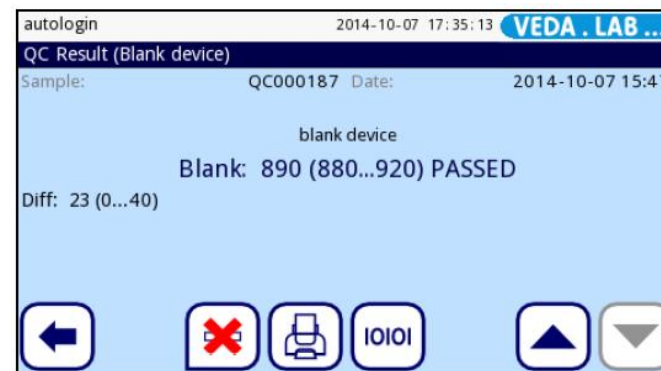 autologin 2014-10-07 17:35:13 VEDA . LAB ...
QC Result (Blank device)
Sample: QC000187 Date: 2014-10-07 15:4
blank device
Blank: 890 (880...920) PASSED
Diff: 23 (0...40)
IOIOI